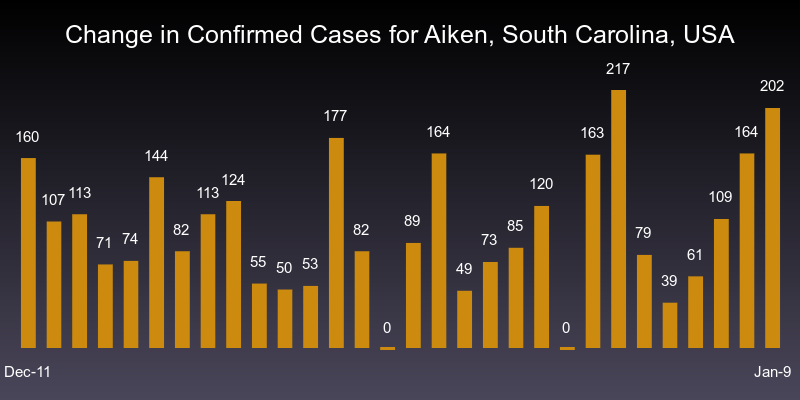 Change in Confirmed Cases for Aiken, South Carolina, USA
160 107 113 71 74 144 82 113 124 55 50 53 177 82 0 89 164 49 73 85 120 0 163 217 79 39 61 109 164 202
Dec-11 Jan-9